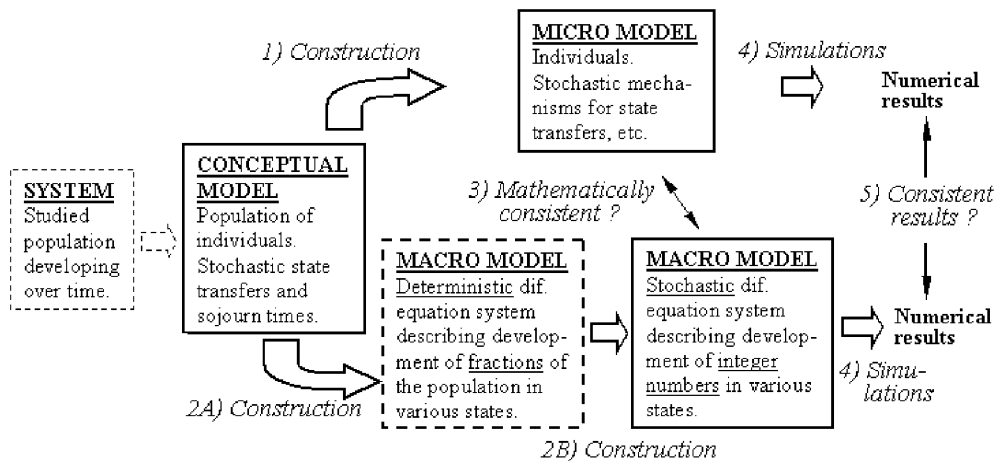 1) Construction
MICRO MODEL
Individuals.
Stochastic mecha-
nisms for state
transfers, etc.
4) Simulations
Numerical
results
SYSTEM
Studied
population
developing
over time.
CONCEPTUAL
MODEL
Population of
individuals.
Stochastic state
transfers and
sojourn times.
3) Mathematically
consistent ?
5) Consistent
results ?
2A) Construction
MACRO MODEL
Deterministic dif.
equation system
describing develop-
ment of fractions of
the population in
various states.
2B) Construction
MACRO MODEL
Stochastic dif.
equation system
describing develop-
ment of integer
numbers in various
states.
Numerical
results
4) Simu-
lations